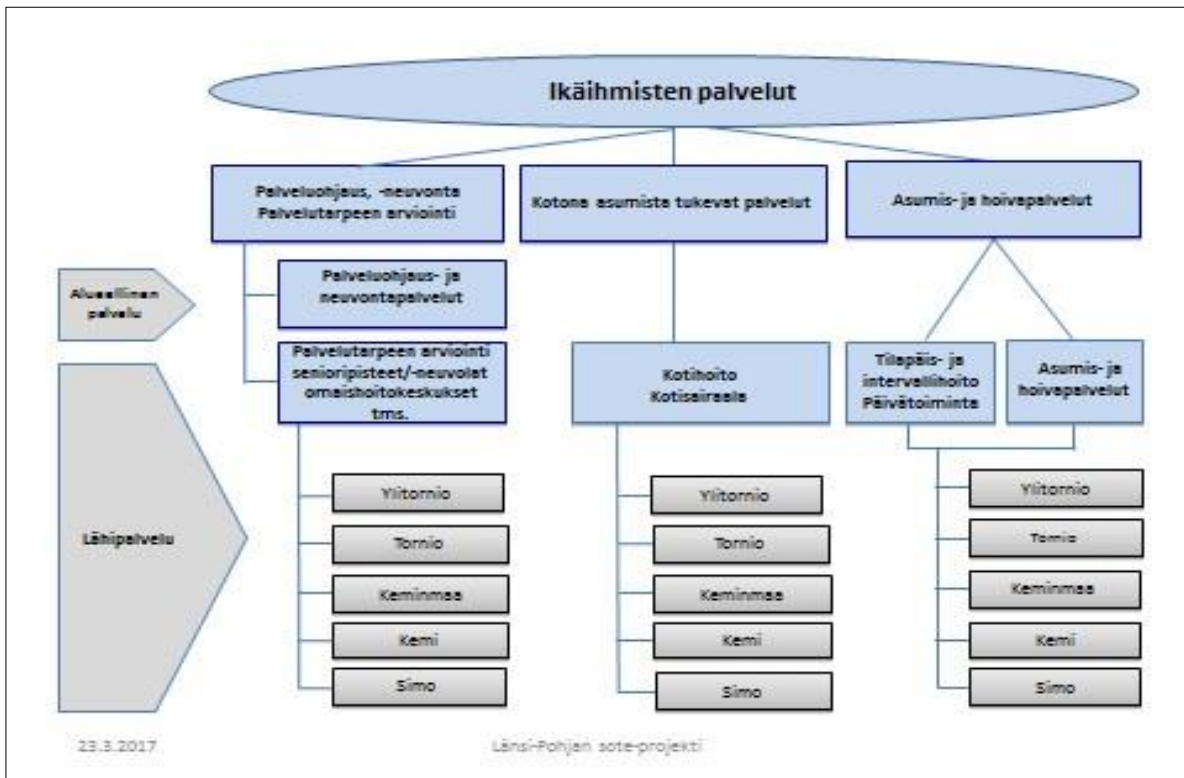 Ikäihmisten palvelut
Palveluohjaus, -neuvonta
Palvelutarpeen arviointi
Kotona asumista tukevat palvelut
Asumis- ja hoivapalvelut
Alueellinen
palvelu
Palveluohjaus- ja
neuvontapalvelut
Palvelutarpeen arviointi
senioripisteet/-neuvolat
omaishoitokeskukset
tms.
Kotihoito
Kotisairaala
Tilapäis- ja
intervallihoito
Päivätoiminta
Asumis- ja
hoivapalvelut
Lähipalvelu
Ylitornio
Tornio
Keminmaa
Kemi
Simo
Ylitornio
Tornio
Keminmaa
Kemi
Simo
Ylitornio
Tornio
Keminmaa
Kemi
Simo
23.3.2017
Länsi-Pohjan sote-projekti